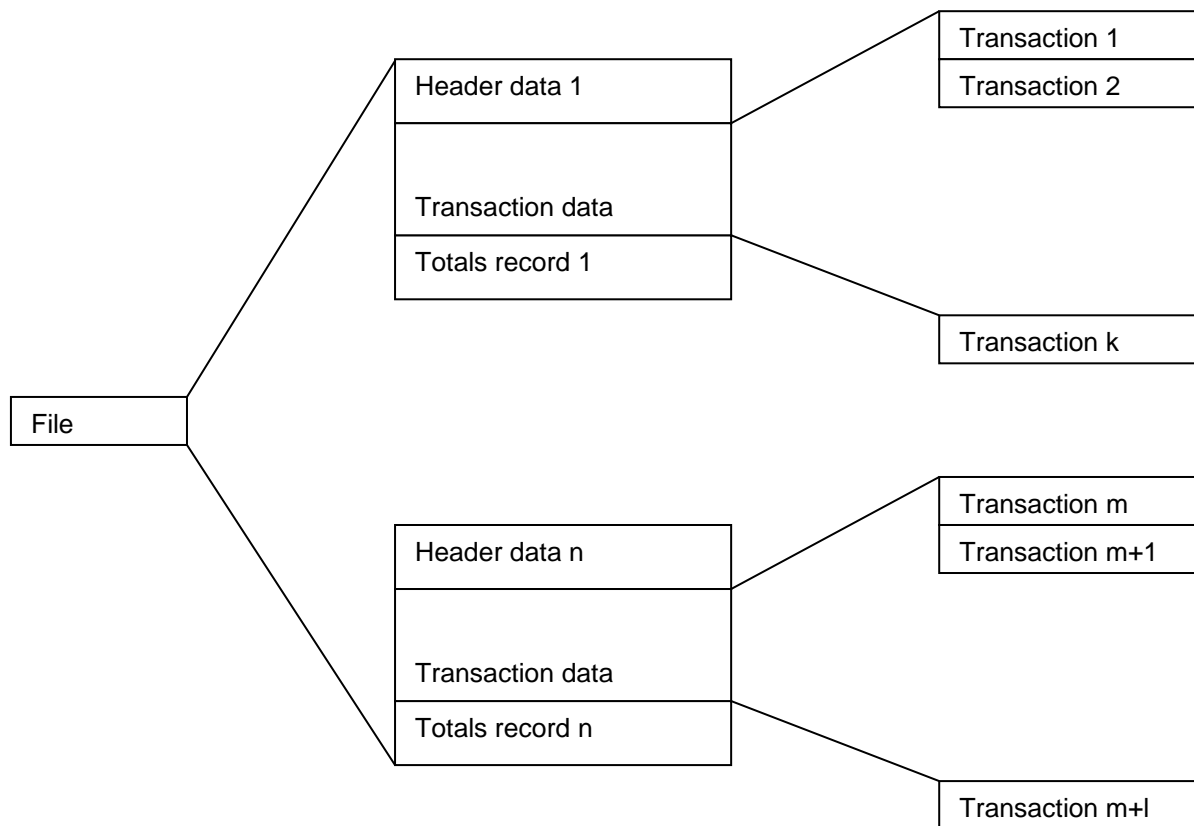 File
Header data 1
Transaction data
Totals record 1
Transaction 1
Transaction 2
Transaction k
Header data n
Transaction data
Totals record n
Transaction m
Transaction m+1
Transaction m+l